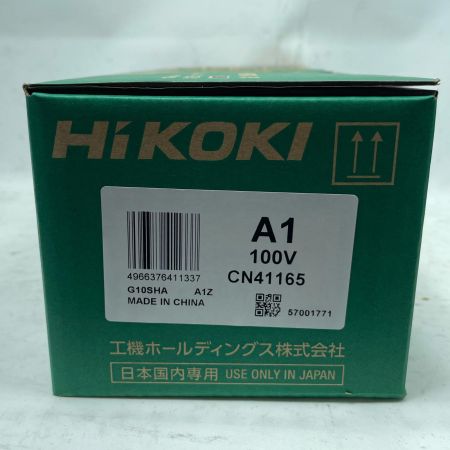 HiKOKI
A1
100V
4966376411337
CN41165
G10SHA A1Z
MADE IN CHINA
57001771
工機ホールディングス株式会社
日本国内専用 USE ONLY IN JAPAN